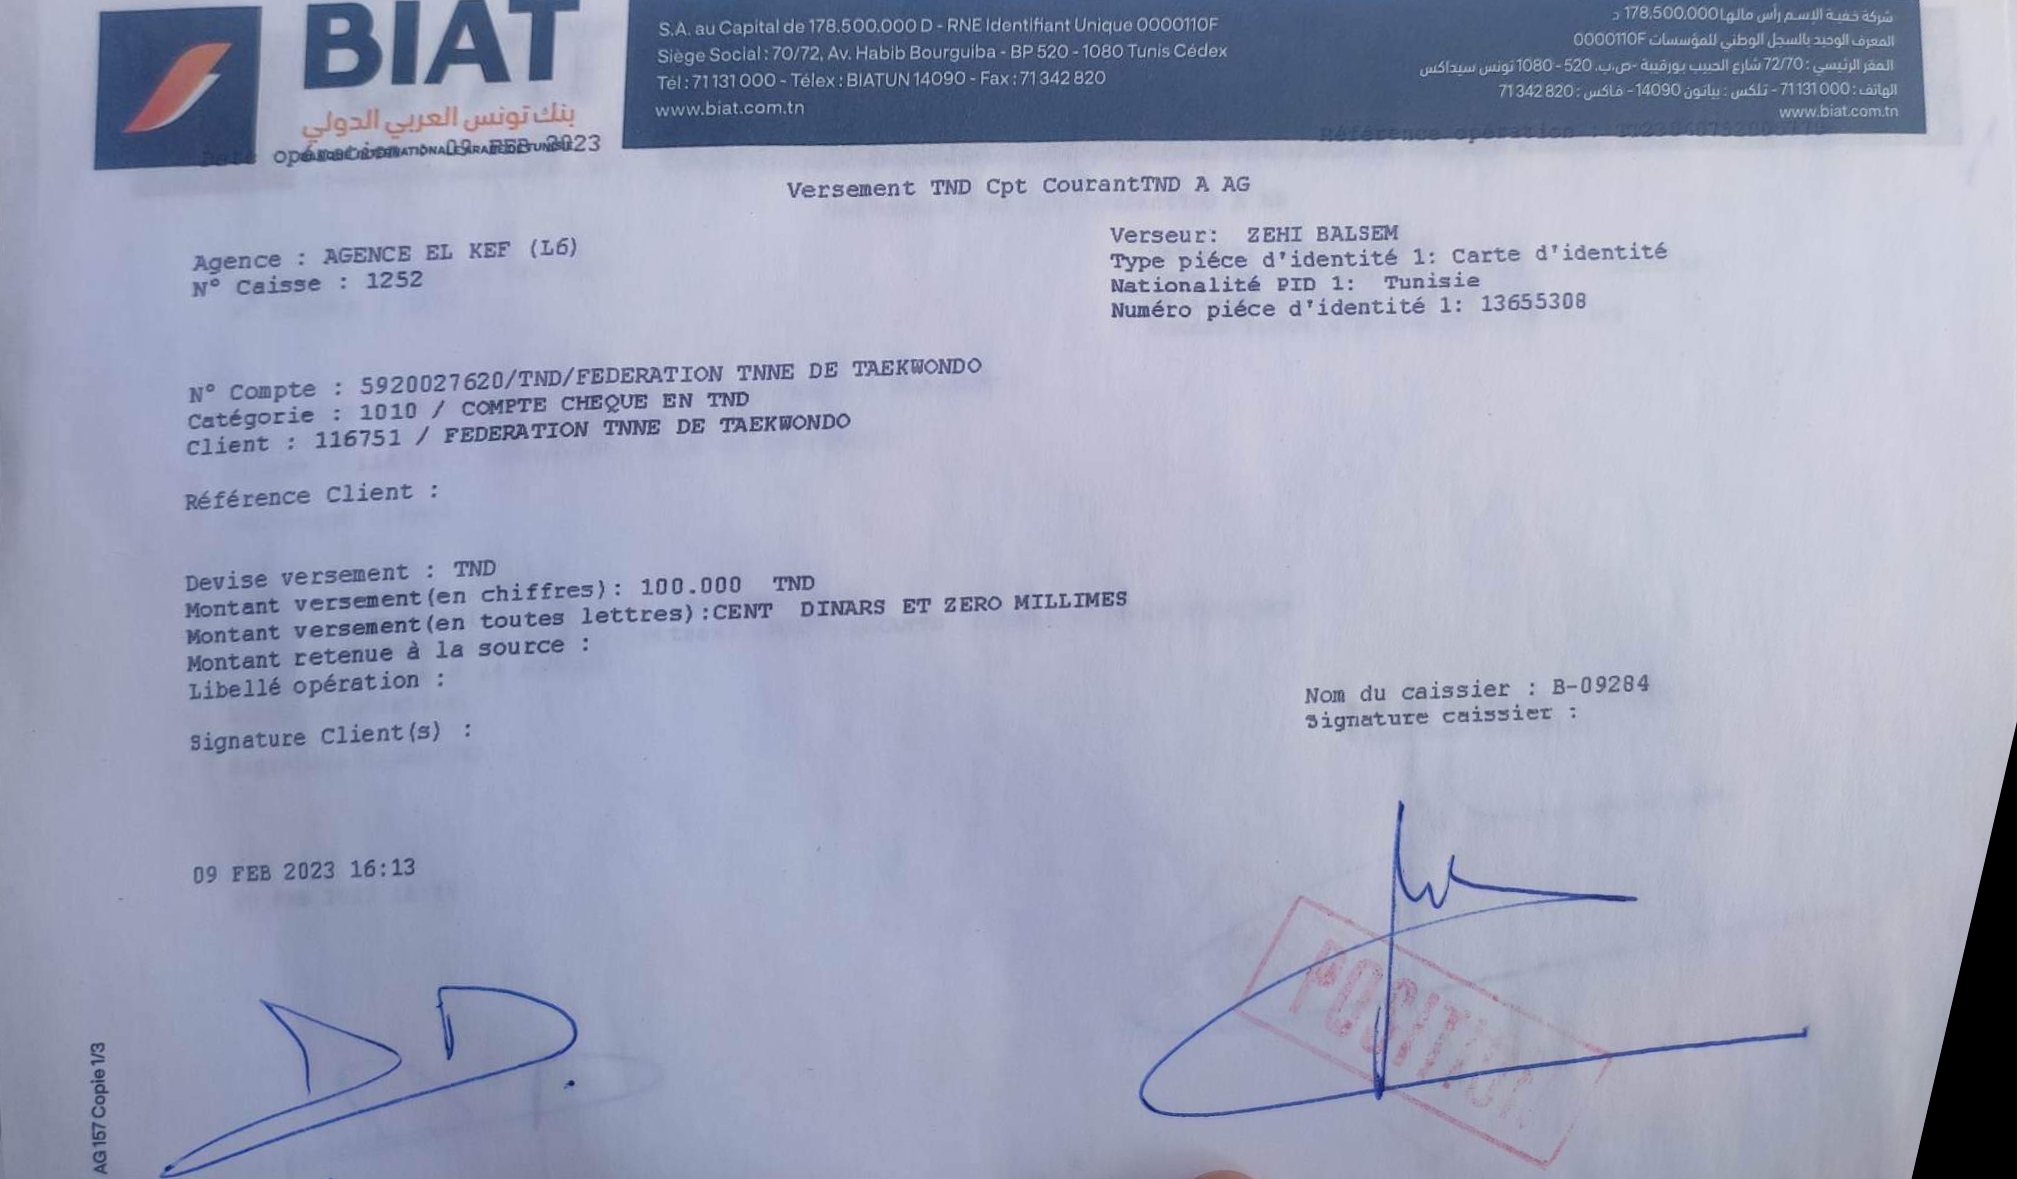 BIAT
بنك تونس العربي الدولي
S.A. au Capital de 178.500.000 D - RNE Identifiant Unique 0000110F
Siège Social : 70/72, Av. Habib Bourguiba - BP 520 - 1080 Tunis Cédex
Tél : 71 131 000 - Télex : BIATUN 14090 - Fax : 71 342 820
www.biat.com.tn
شركة خفية الإسم رأس مالها 178.500.000 د
المعرف الوحيد بالسجل الوطني للمؤسسات 0000110F
المقر الرئيسي : 72/70 شارع الحبيب بورقيبة -ص.ب. 520 - 1080 تونس سيداكس
الهاتف : 71131000 - تلكس : بياتون 14090 - فاكس : 71342820
www.biat.com.tn
Date opération : 09 FEB 2023
Référence opération :
Versement TND Cpt CourantTND A AG
Agence : AGENCE EL KEF (L6)
N° Caisse : 1252
Verseur: ZEHI BALSEM
Type piéce d'identité 1: Carte d'identité
Nationalité PID 1: Tunisie
Numéro piéce d'identité 1: 13655308
N° Compte : 5920027620/TND/FEDERATION TNNE DE TAEKWONDO
Catégorie : 1010 / COMPTE CHEQUE EN TND
Client : 116751 / FEDERATION TNNE DE TAEKWONDO
Référence Client :
Devise versement : TND
Montant versement(en chiffres): 100.000 TND
Montant versement(en toutes lettres):CENT DINARS ET ZERO MILLIMES
Montant retenue à la source :
Libellé opération :
Nom du caissier : B-09284
Signature caissier :
Signature Client(s) :
09 FEB 2023 16:13
POSITION
AG 157 Copie 1/3